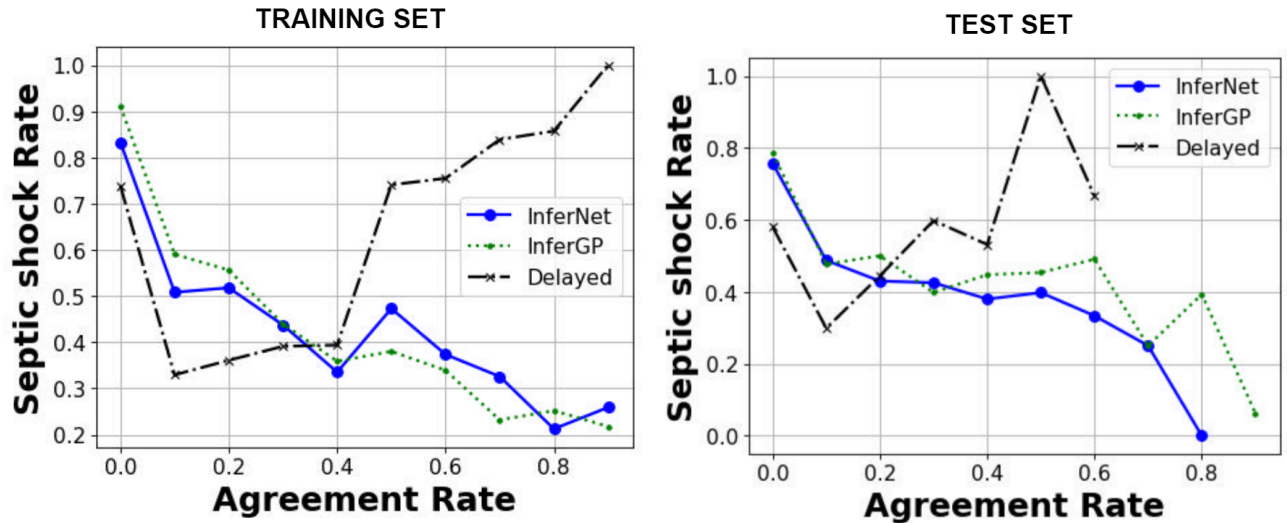 TRAINING SET
Septic shock Rate
1.0
0.9
0.8
0.7
0.6
0.5
0.4
0.3
0.2
InferNet
InferGP
Delayed
0.0 0.2 0.4 0.6 0.8
Agreement Rate
TEST SET
Septic shock Rate
1.0
0.8
0.6
0.4
0.2
0.0
InferNet
InferGP
Delayed
0.0 0.2 0.4 0.6 0.8
Agreement Rate